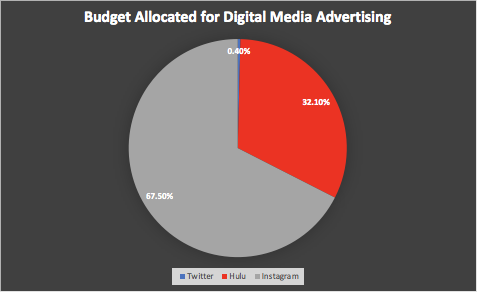 Budget Allocated for Digital Media Advertising
0.40%
32.10%
67.50%
Twitter Hulu Instagram